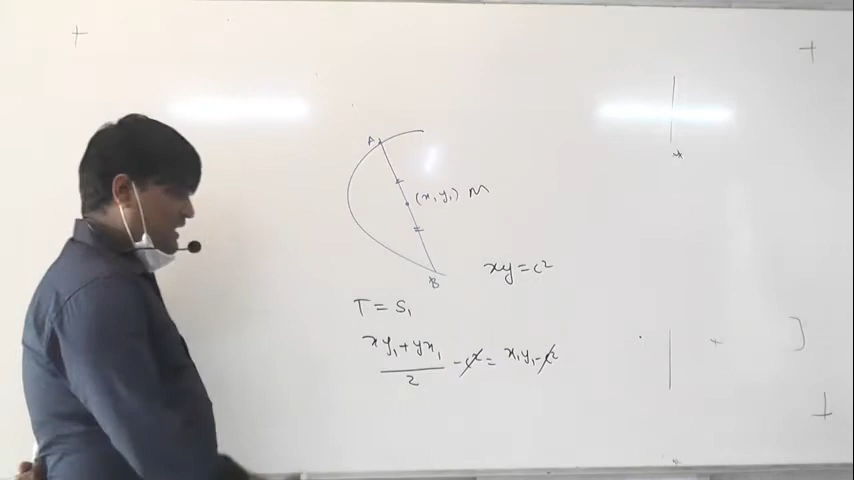 A
(x₁ y₁) M
B
xy = c²
T = S₁
(xy₁ + yx₁)/2 - c² = x₁y₁ - c²